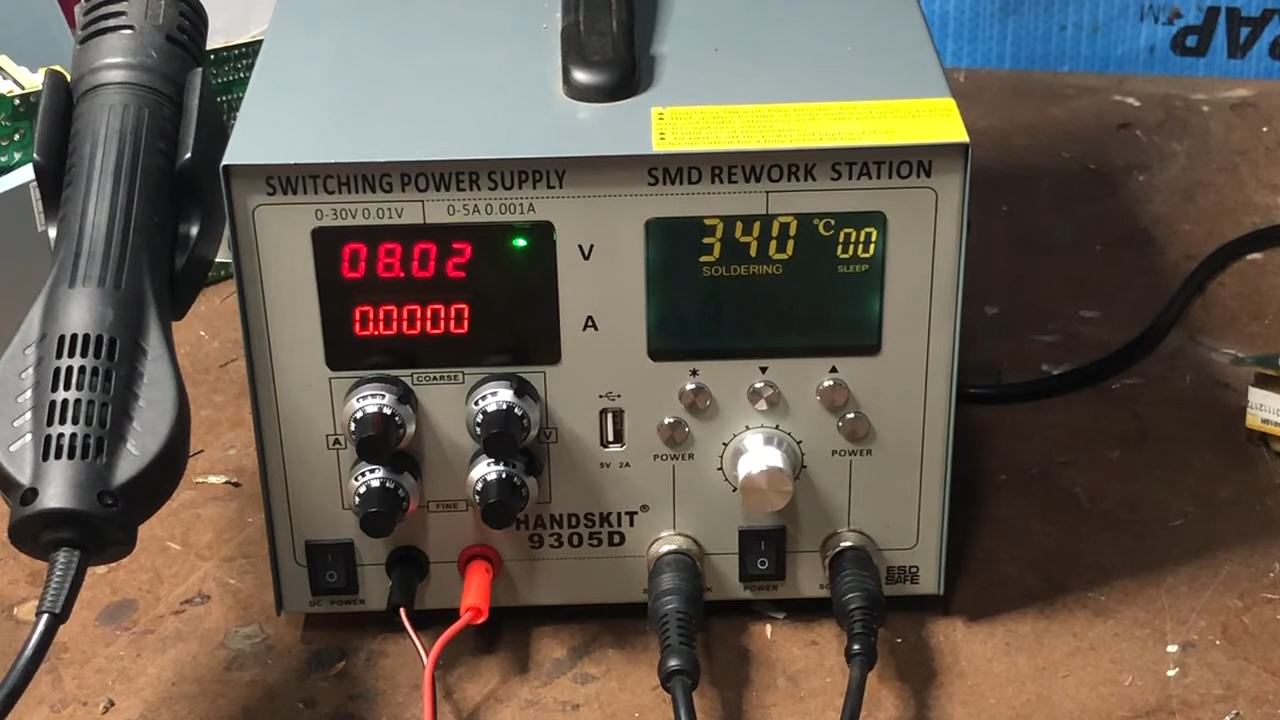 RAP™
SWITCHING POWER SUPPLY
SMD REWORK STATION
0-30V 0.01V
0-5A 0.001A
08.02
V
0.0000
A
340 °C 00
SOLDERING
SLEEP
COARSE
A
V
FINE
5V 2A
*
▼
▲
POWER
POWER
HANDSKIT®
9305D
DC POWER
POWER
ESD
SAFE